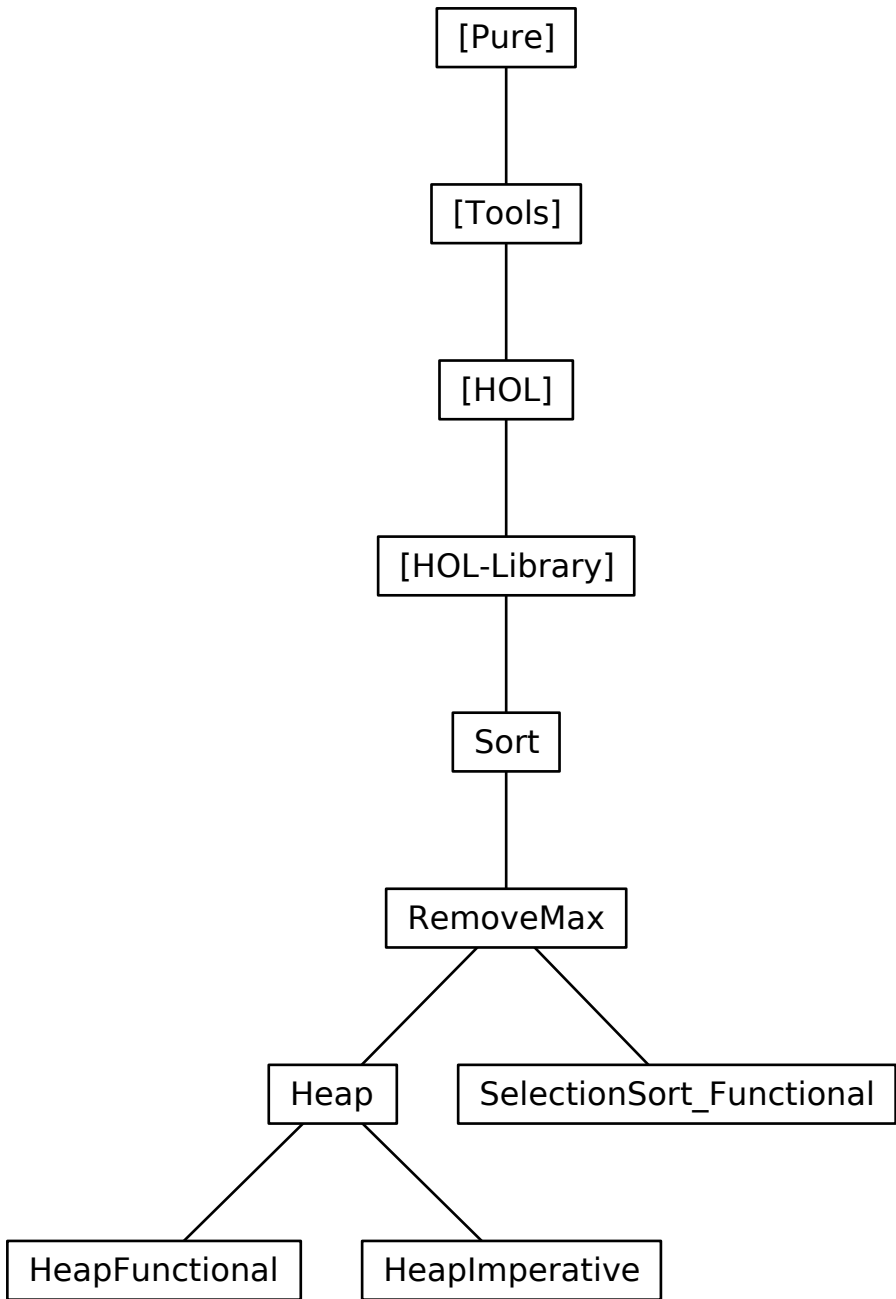 [Pure]
[Tools]
[HOL]
[HOL-Library]
Sort
RemoveMax
Heap
SelectionSort_Functional
HeapFunctional
HeapImperative